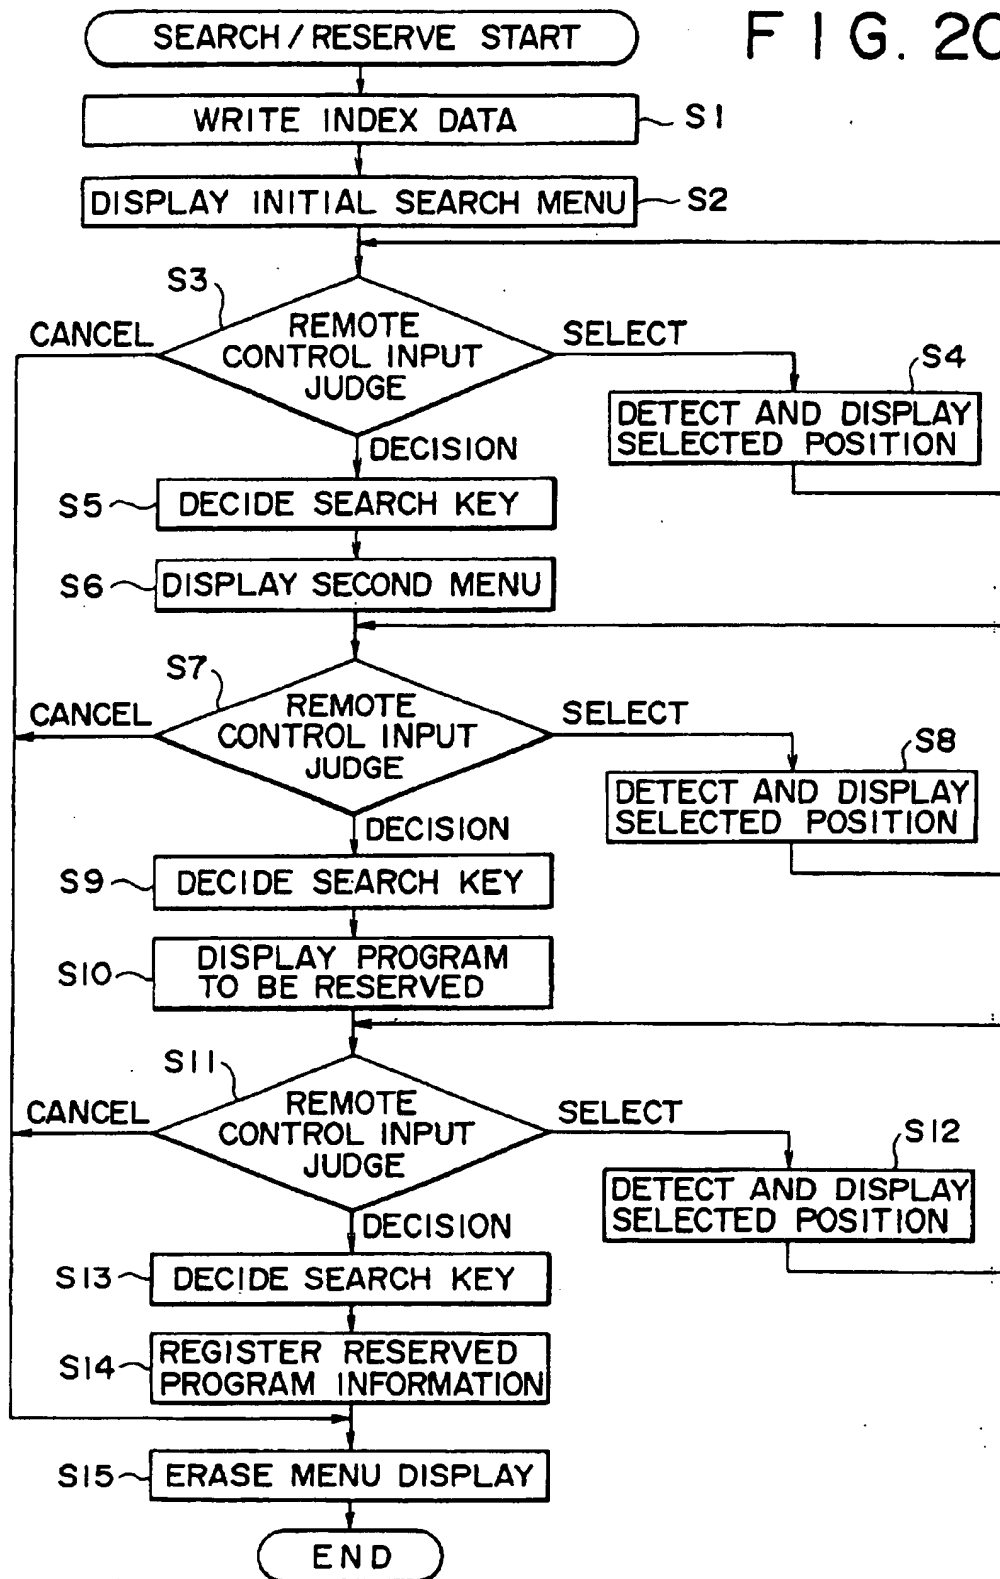 SEARCH / RESERVE START
FIG. 20
WRITE INDEX DATA
S1
DISPLAY INITIAL SEARCH MENU
S2
S3
CANCEL
REMOTE
CONTROL INPUT
JUDGE
SELECT
S4
DETECT AND DISPLAY
SELECTED POSITION
DECISION
S5
DECIDE SEARCH KEY
S6
DISPLAY SECOND MENU
S7
CANCEL
REMOTE
CONTROL INPUT
JUDGE
SELECT
S8
DETECT AND DISPLAY
SELECTED POSITION
DECISION
S9
DECIDE SEARCH KEY
S10
DISPLAY PROGRAM
TO BE RESERVED
S11
CANCEL
REMOTE
CONTROL INPUT
JUDGE
SELECT
S12
DETECT AND DISPLAY
SELECTED POSITION
DECISION
S13
DECIDE SEARCH KEY
S14
REGISTER RESERVED
PROGRAM INFORMATION
S15
ERASE MENU DISPLAY
END